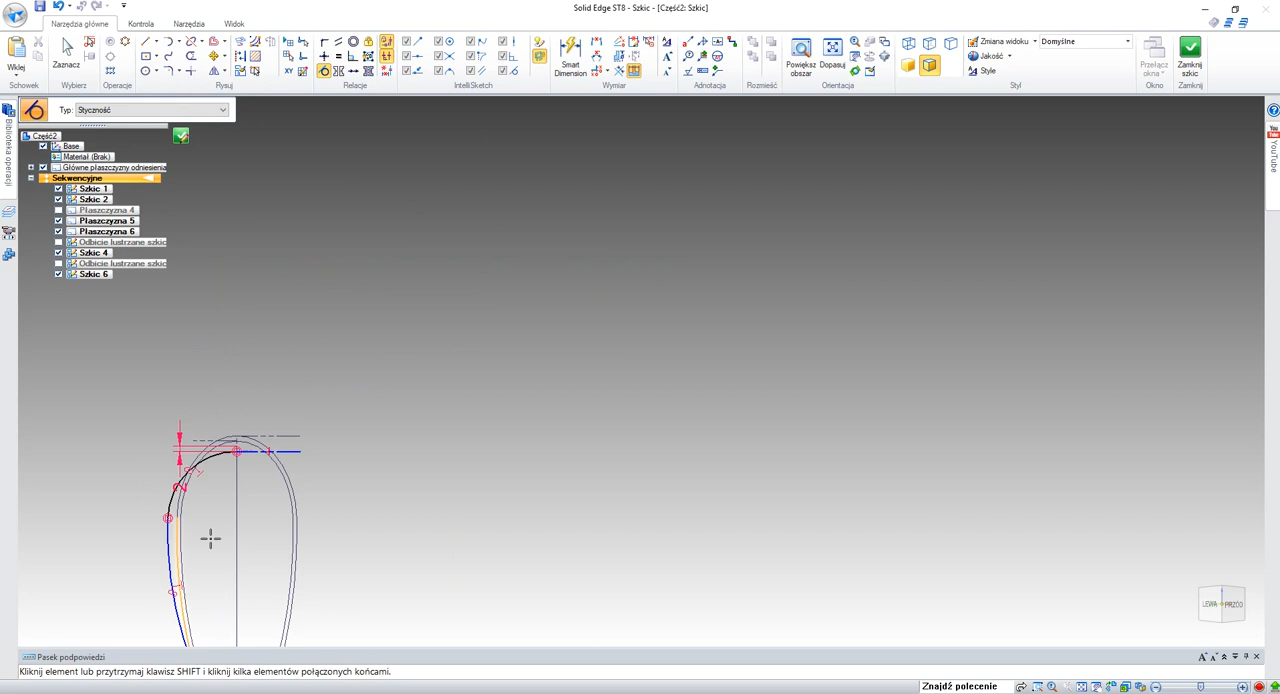 Solid Edge ST8 - Szkic - [Część2: Szkic]
Narzędzia główne Kontrola Narzędzia Widok
Wklej
Zaznacz
Smart Dimension
Powiększ obszar
Dopasuj
Zmiana widoku
Domyślne
Jakość
Style
Przełącz okna
Zamknij szkic
XY
Schowek Wybierz Operacje Rysuj Relacje IntelliSketch Wymiar Adnotacja Rozmieść Orientacja Styl Okno Zamknij
Typ: Styczność
Biblioteka operacji
Część2
Base
Materiał (Brak)
Główne płaszczyzny odniesienia
Sekwencyjne
Szkic 1
Szkic 2
Płaszczyzna 4
Płaszczyzna 5
Płaszczyzna 6
Odbicie lustrzane szkic
Szkic 4
Odbicie lustrzane szkic
Szkic 6
You Tube
YouTube
2
LEWA PRZÓD
Pasek podpowiedzi
Kliknij element lub przytrzymaj klawisz SHIFT i kliknij kilka elementów połączonych końcami.
Znajdź polecenie